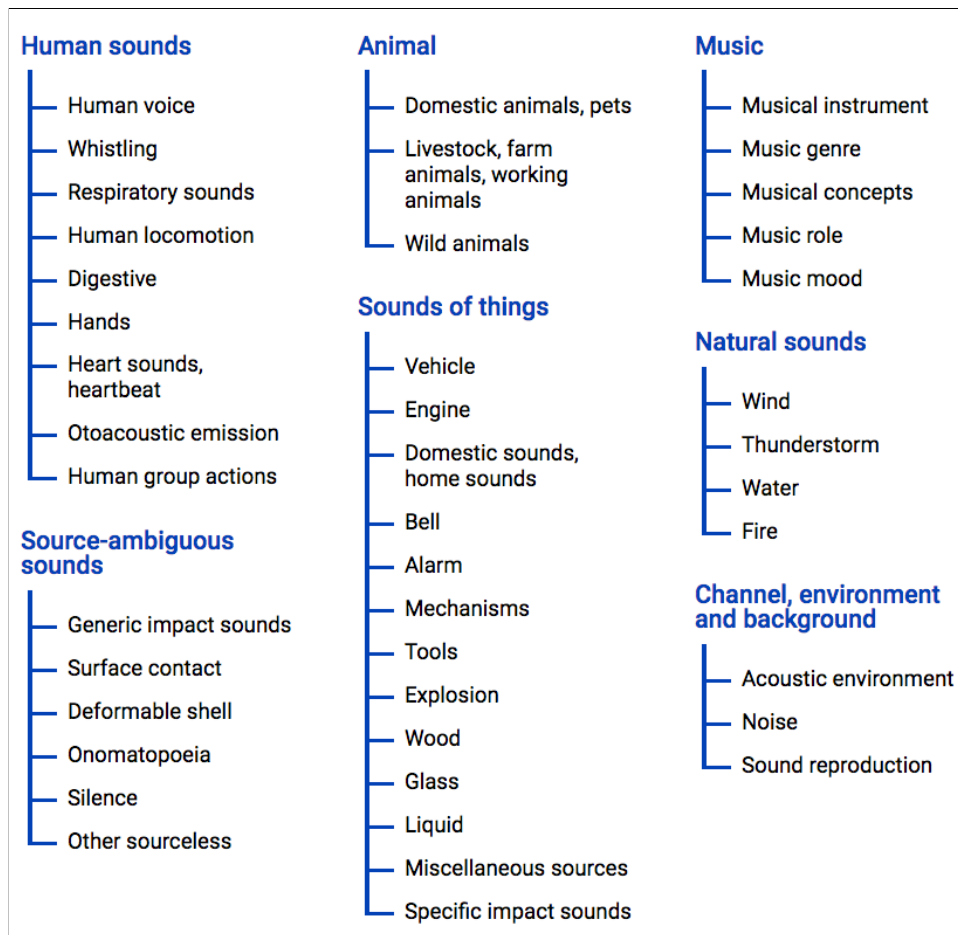 Human sounds
Human voice
Whistling
Respiratory sounds
Human locomotion
Digestive
Hands
Heart sounds,
heartbeat
Otoacoustic emission
Human group actions
Source-ambiguous
sounds
Generic impact sounds
Surface contact
Deformable shell
Onomatopoeia
Silence
Other sourceless
Animal
Domestic animals, pets
Livestock, farm
animals, working
animals
Wild animals
Sounds of things
Vehicle
Engine
Domestic sounds,
home sounds
Bell
Alarm
Mechanisms
Tools
Explosion
Wood
Glass
Liquid
Miscellaneous sources
Specific impact sounds
Music
Musical instrument
Music genre
Musical concepts
Music role
Music mood
Natural sounds
Wind
Thunderstorm
Water
Fire
Channel, environment
and background
Acoustic environment
Noise
Sound reproduction